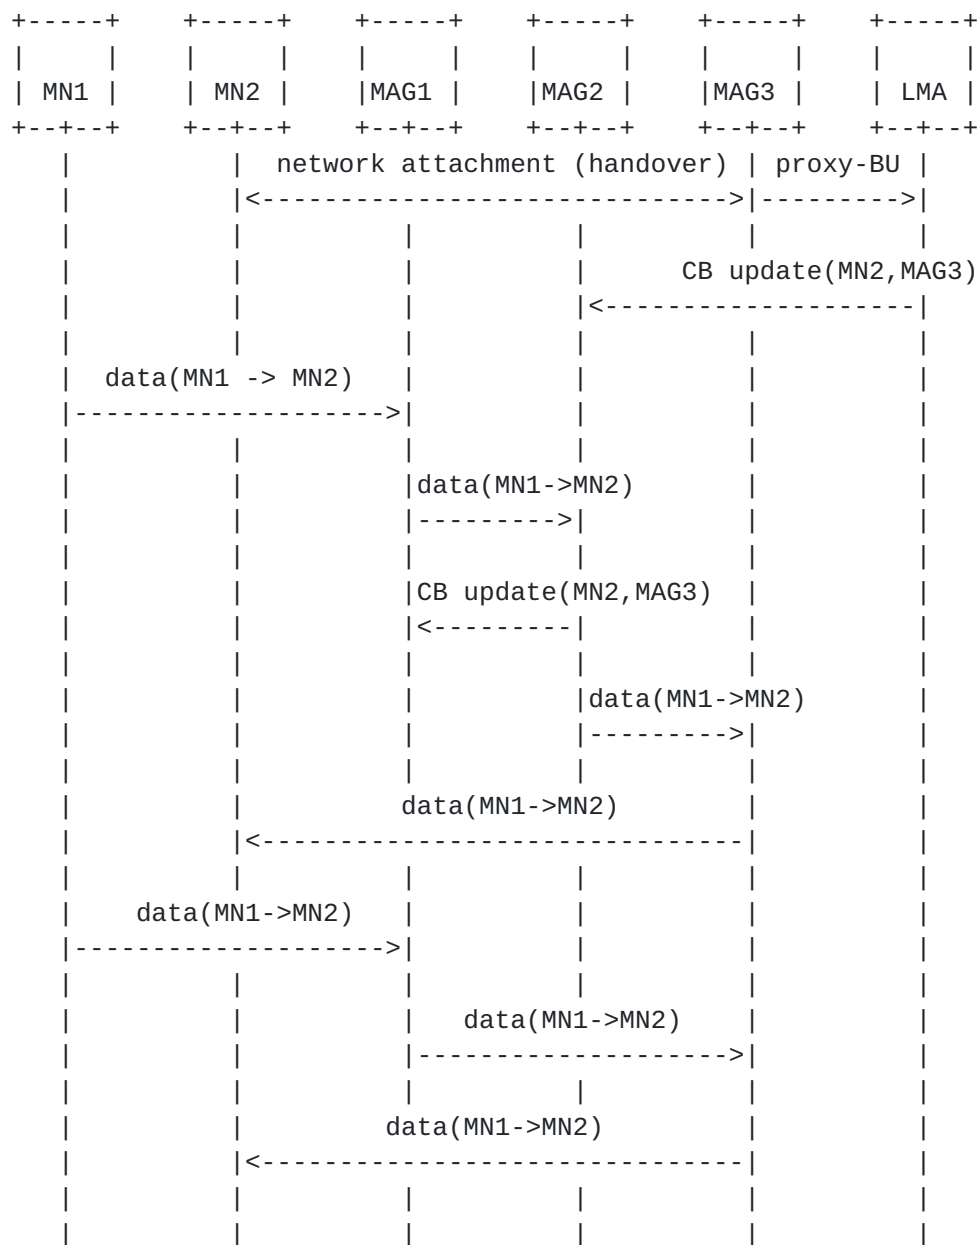 MN1 MN2 MAG1 MAG2 MAG3 LMA
network attachment (handover) proxy-BU
CB update(MN2,MAG3)
data(MN1 -> MN2)
data(MN1->MN2)
CB update(MN2,MAG3)
data(MN1->MN2)
data(MN1->MN2)
data(MN1->MN2)
data(MN1->MN2)
data(MN1->MN2)